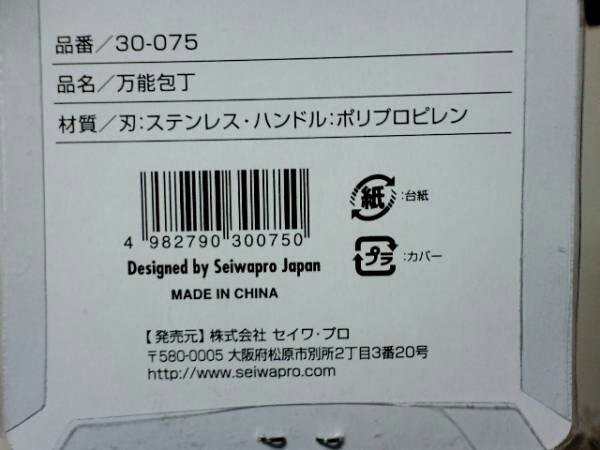 品番/30-075
品名/万能包丁
材質/刃:ステンレス・ハンドル:ポリプロピレン
紙:台紙
プラ:カバー
4 982790 300750
Designed by Seiwapro Japan
MADE IN CHINA
【発売元】株式会社 セイワ・プロ
〒580-0005 大阪府松原市別所2丁目3番20号
http://www.seiwapro.com